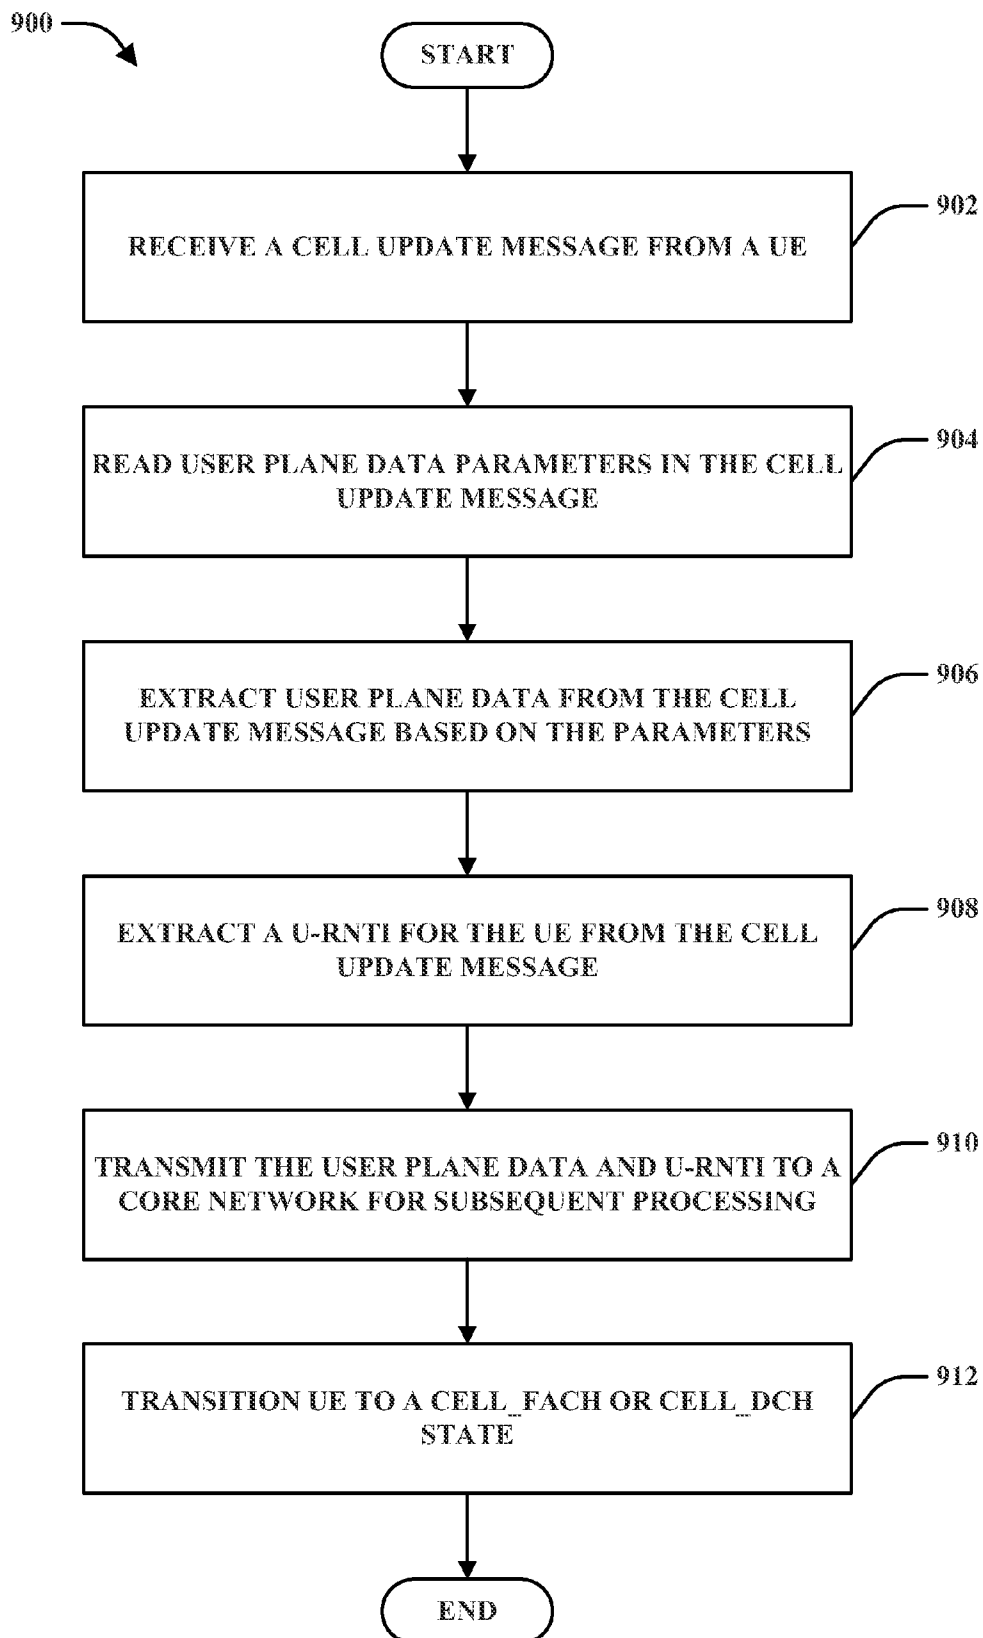 900
START
RECEIVE A CELL UPDATE MESSAGE FROM A UE
902
READ USER PLANE DATA PARAMETERS IN THE CELL
UPDATE MESSAGE
904
EXTRACT USER PLANE DATA FROM THE CELL
UPDATE MESSAGE BASED ON THE PARAMETERS
906
EXTRACT A U-RNTI FOR THE UE FROM THE CELL
UPDATE MESSAGE
908
TRANSMIT THE USER PLANE DATA AND U-RNTI TO A
CORE NETWORK FOR SUBSEQUENT PROCESSING
910
TRANSITION UE TO A CELL_FACH OR CELL_DCH
STATE
912
END